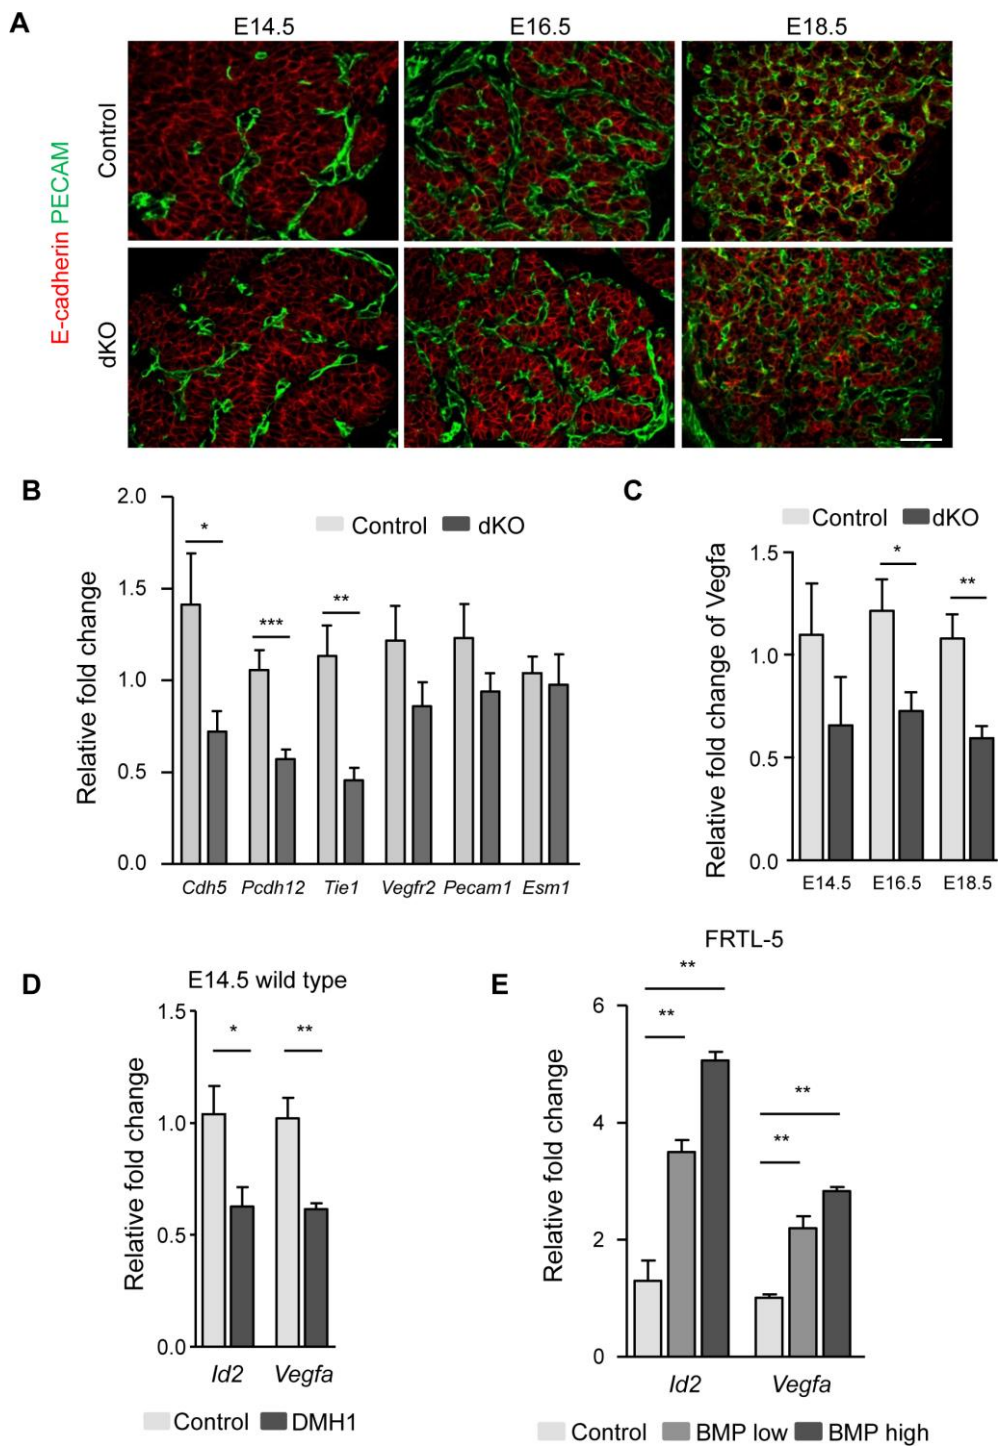 A
E14.5 E16.5 E18.5
E-cadherin PECAM
Control
dKO
B
Control dKO
Relative fold change
2.0
1.5
1.0
0.5
0.0
*
***
**
Cdh5 Pcdh12 Tie1 Vegfr2 Pecam1 Esm1
C
Control dKO
Relative fold change of Vegfa
1.5
1.0
0.5
0.0
*
**
E14.5 E16.5 E18.5
D
E14.5 wild type
Relative fold change
1.5
1.0
0.5
0.0
* **
Id2 Vegfa
Control DMH1
E
FRTL-5
Relative fold change
6
4
2
0
**
**
**
**
Id2 Vegfa
Control BMP low BMP high